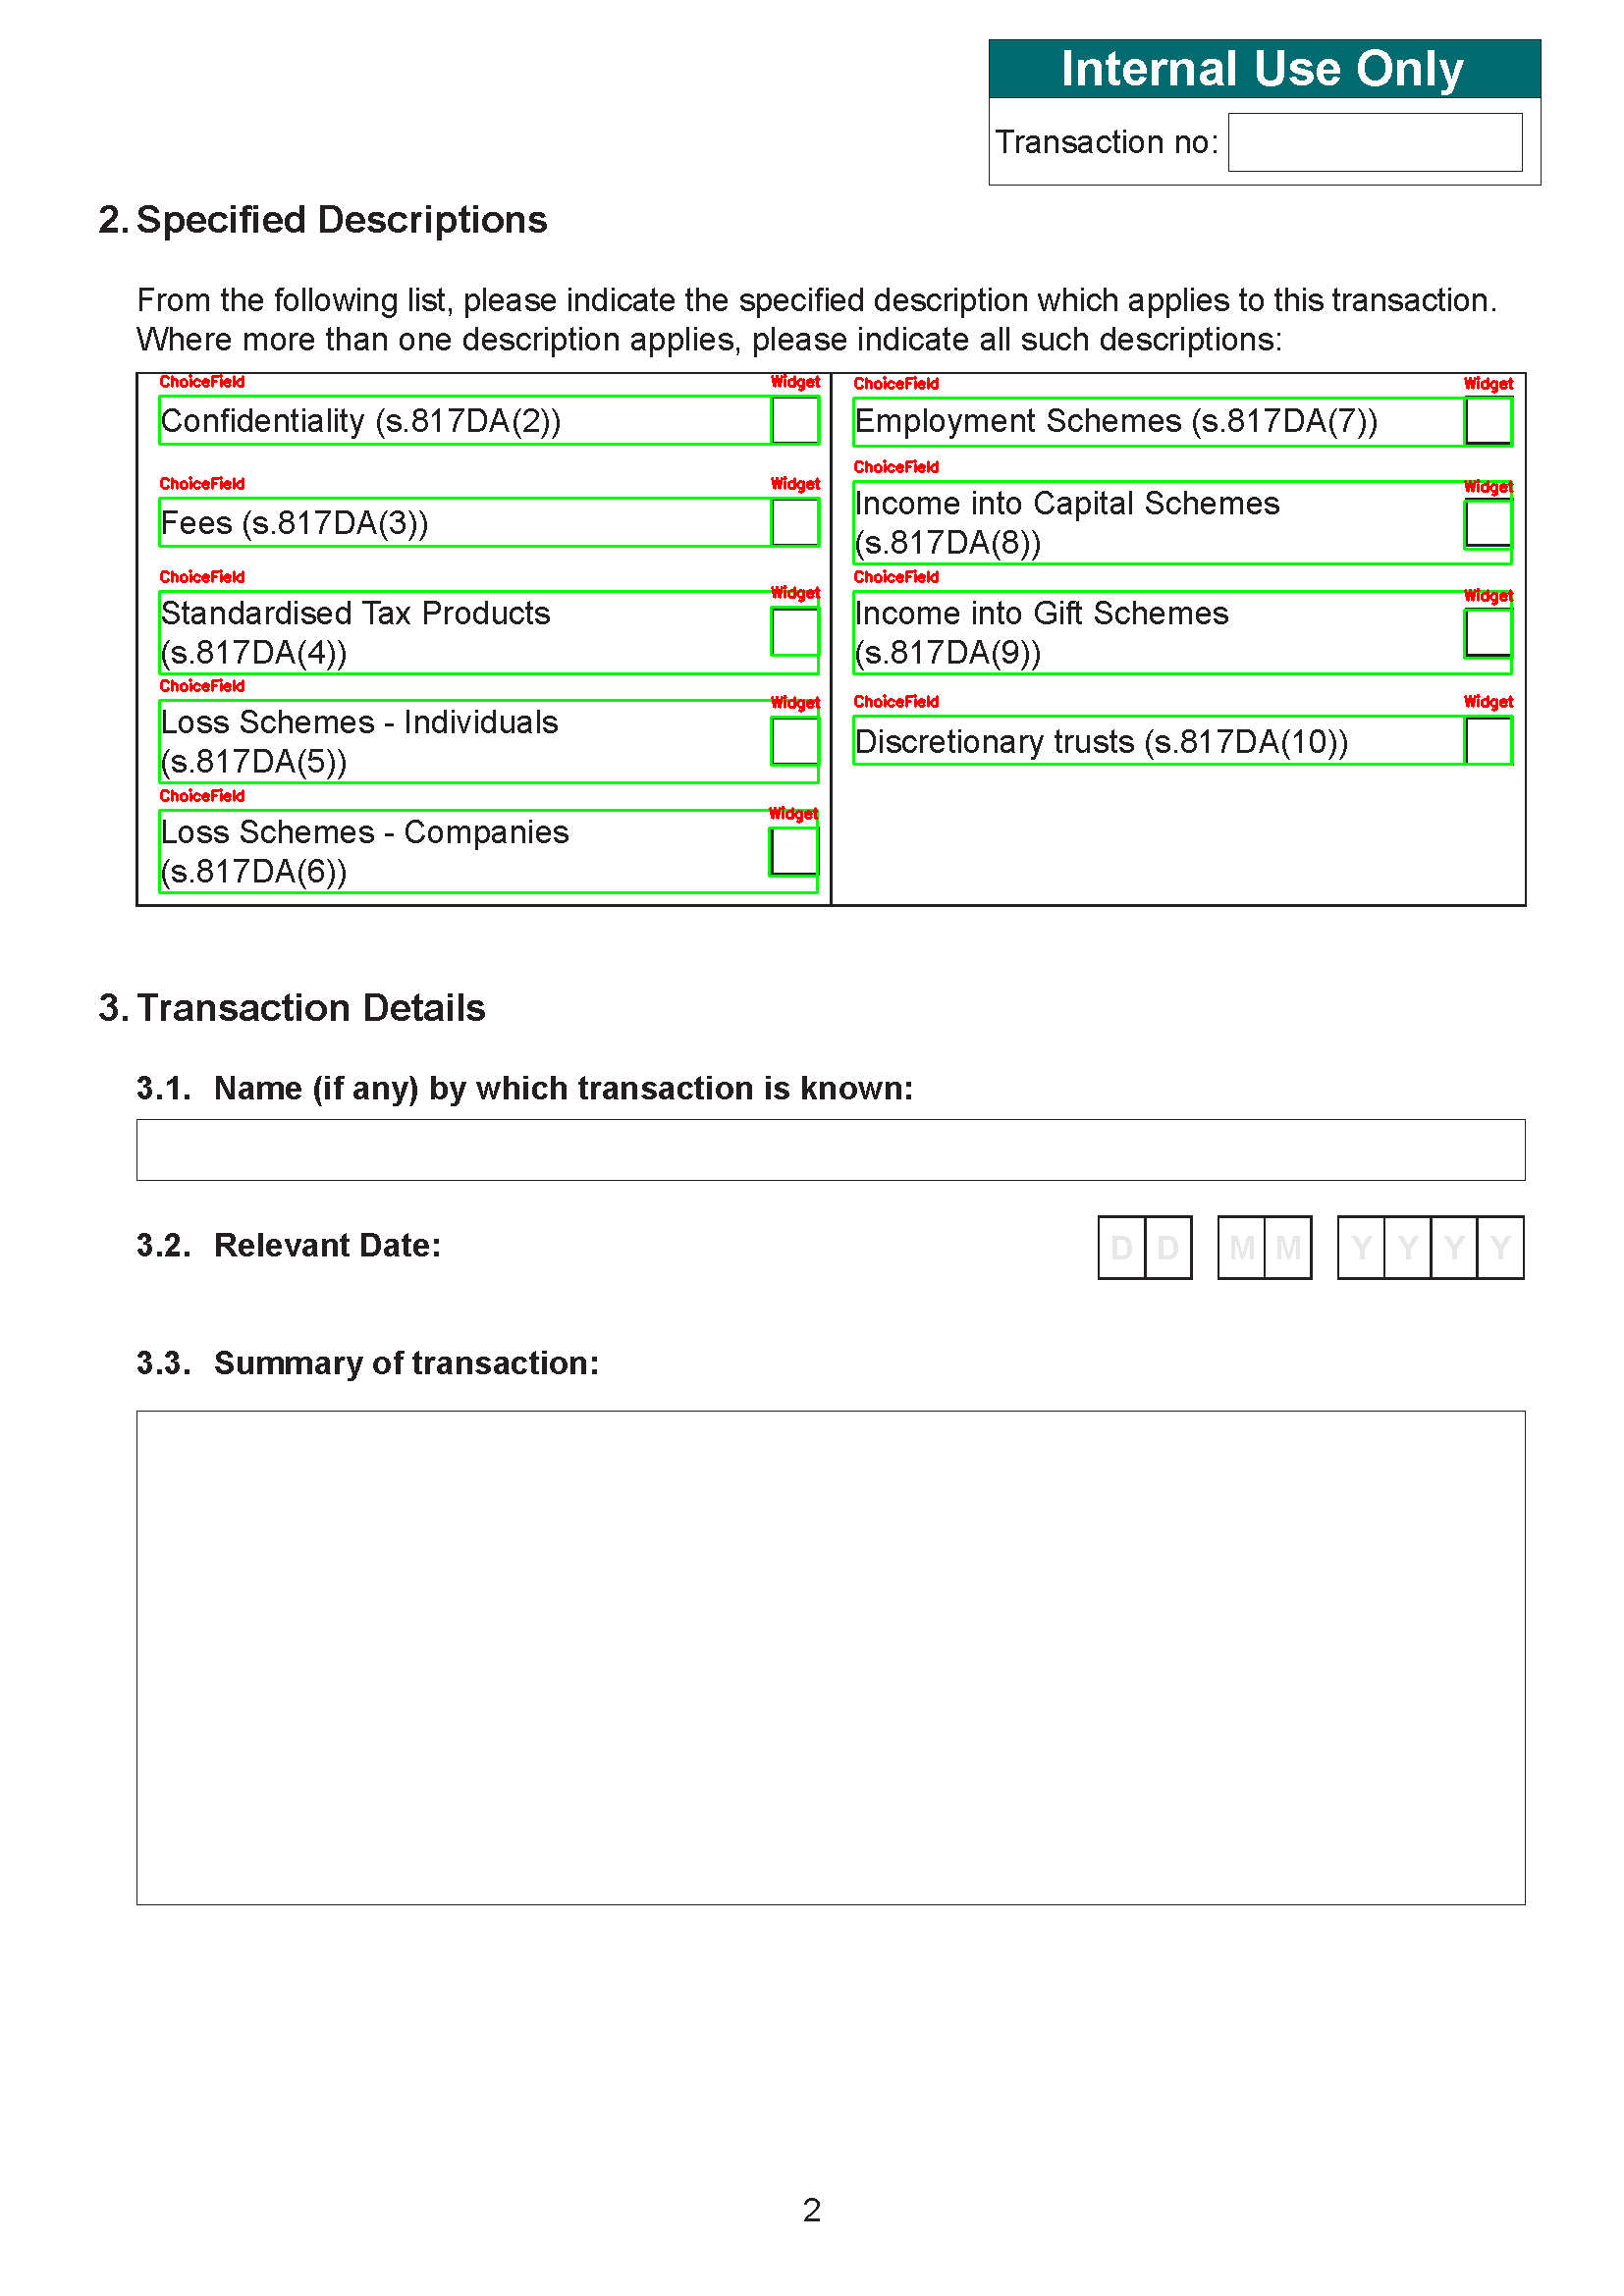 Internal Use Only
Transaction no:
2. Specified Descriptions
From the following list, please indicate the specified description which applies to this transaction.
Where more than one description applies, please indicate all such descriptions:
ChoiceField Widget
Confidentiality (s.817DA(2))
ChoiceField Widget
Fees (s.817DA(3))
ChoiceField
Widget
Standardised Tax Products
(s.817DA(4))
ChoiceField
Widget
Loss Schemes - Individuals
(s.817DA(5))
ChoiceField
Widget
Loss Schemes - Companies
(s.817DA(6))
ChoiceField Widget
Employment Schemes (s.817DA(7))
ChoiceField
Widget
Income into Capital Schemes
(s.817DA(8))
ChoiceField
Widget
Income into Gift Schemes
(s.817DA(9))
ChoiceField Widget
Discretionary trusts (s.817DA(10))
3. Transaction Details
3.1. Name (if any) by which transaction is known:
3.2. Relevant Date: D D M M Y Y Y Y
3.3. Summary of transaction:
2